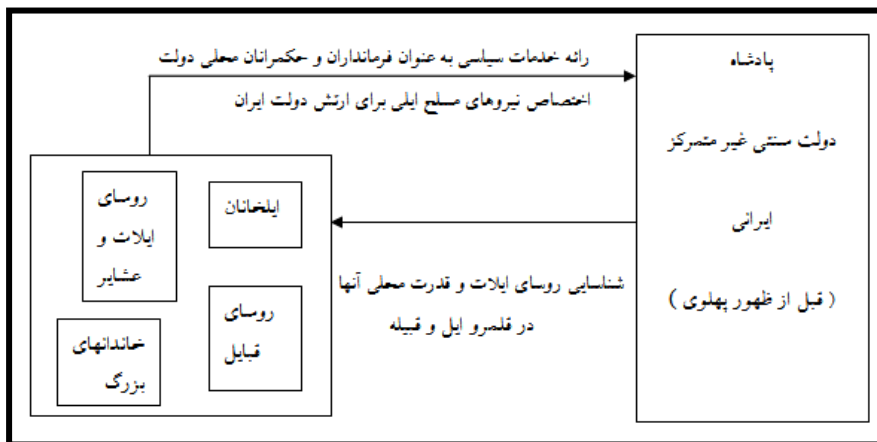 رائه خدمات سیاسی به عنوان فرمانداران و حکمرانان محلی دولت
اختصاص نیروهای مسلح ایلی برای ارتش دولت ایران
پادشاه
دولت سنتی غیر متمرکز
ایرانی
( قبل از ظهور پهلوی )
ایلخانان
روسای
ایلات و
عشایر
روسای
قبایل
خاندانهای
بزرگ
شناسایی روسای ایلات و قدرت محلی آنها
در قلمرو ایل و قبیله